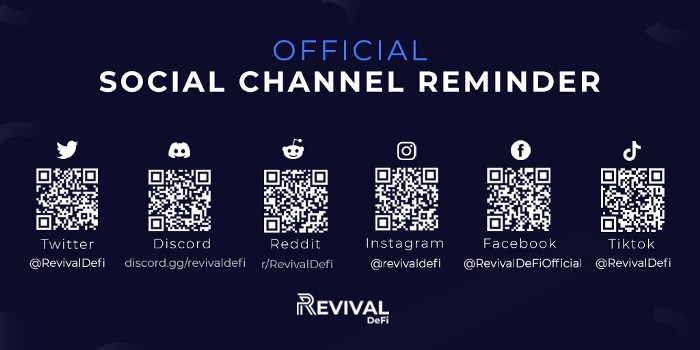 OFFICIAL
SOCIAL CHANNEL REMINDER
Twitter
@RevivalDefi
Discord
discord.gg/revivaldefi
Reddit
r/RevivalDeFi
Instagram
@revivaldefi
Facebook
@RevivalDeFiOfficial
Tiktok
@RevivalDefi
REVIVAL
DeFi